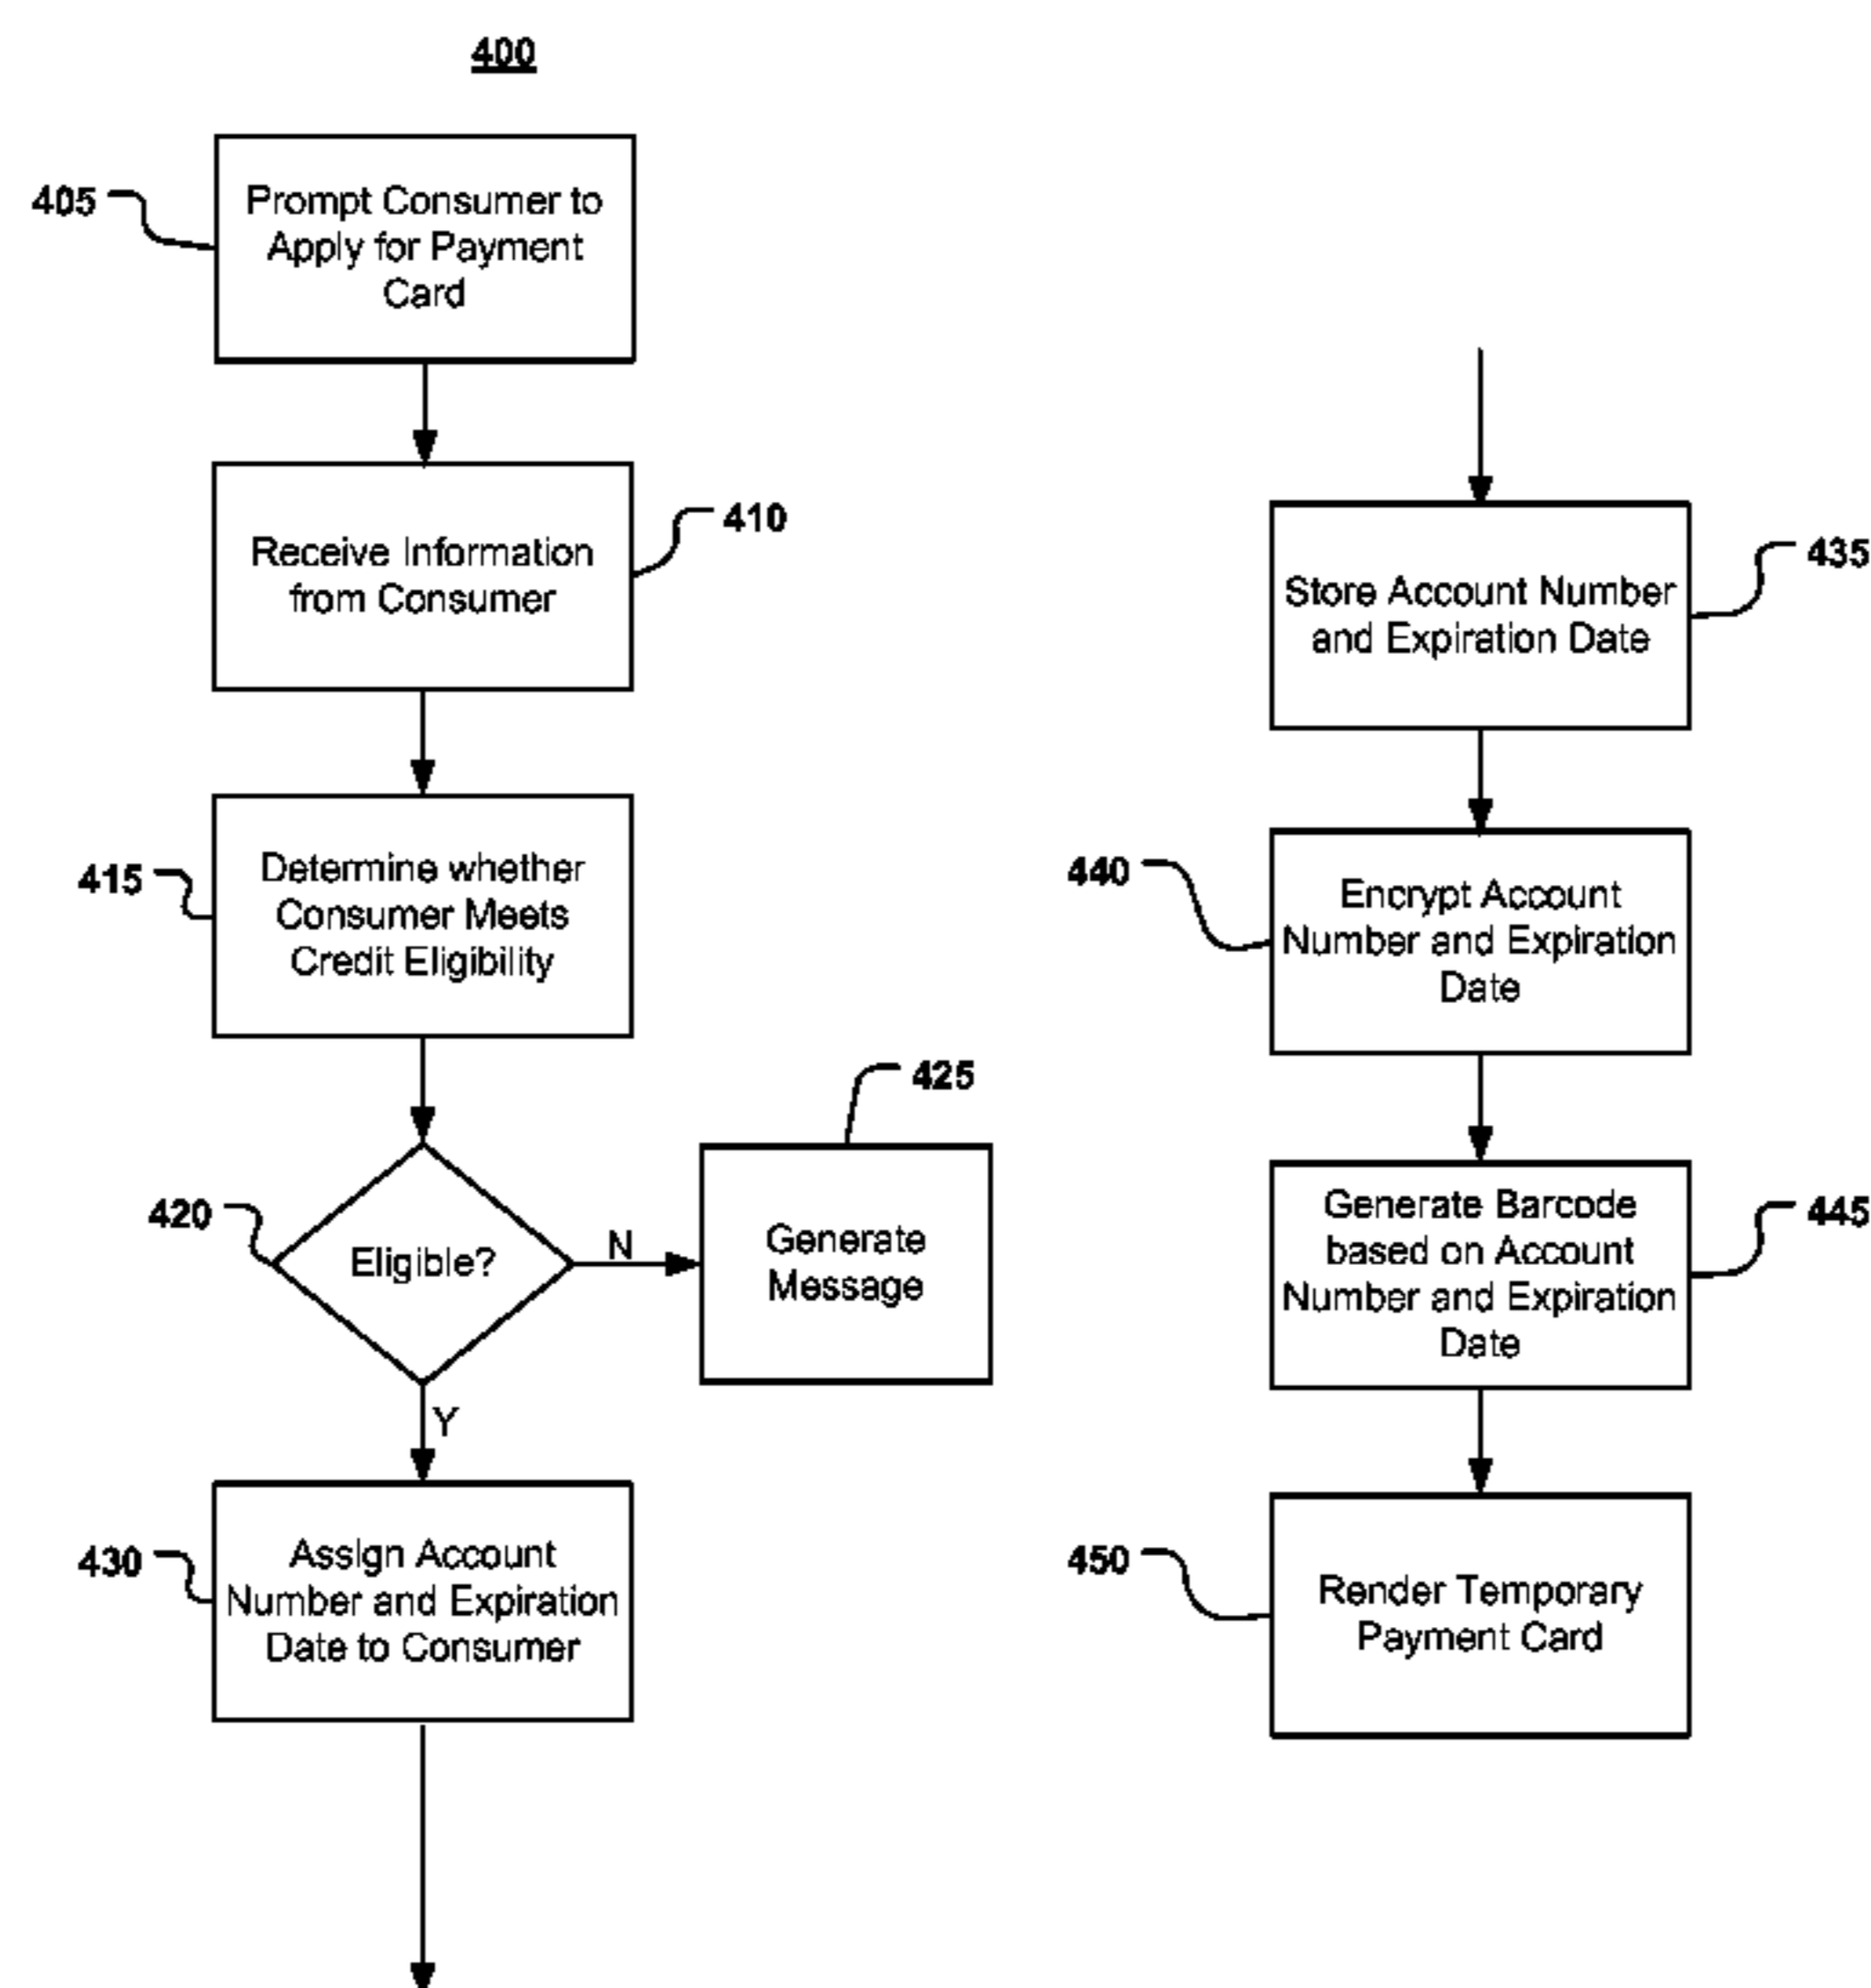 400
405
Prompt Consumer to
Apply for Payment
Card
410
Receive Information
from Consumer
415
Determine whether
Consumer Meets
Credit Eligibility
420
Eligible?
N
Y
425
Generate
Message
430
Assign Account
Number and Expiration
Date to Consumer
435
Store Account Number
and Expiration Date
440
Encrypt Account
Number and Expiration
Date
445
Generate Barcode
based on Account
Number and Expiration
Date
450
Render Temporary
Payment Card